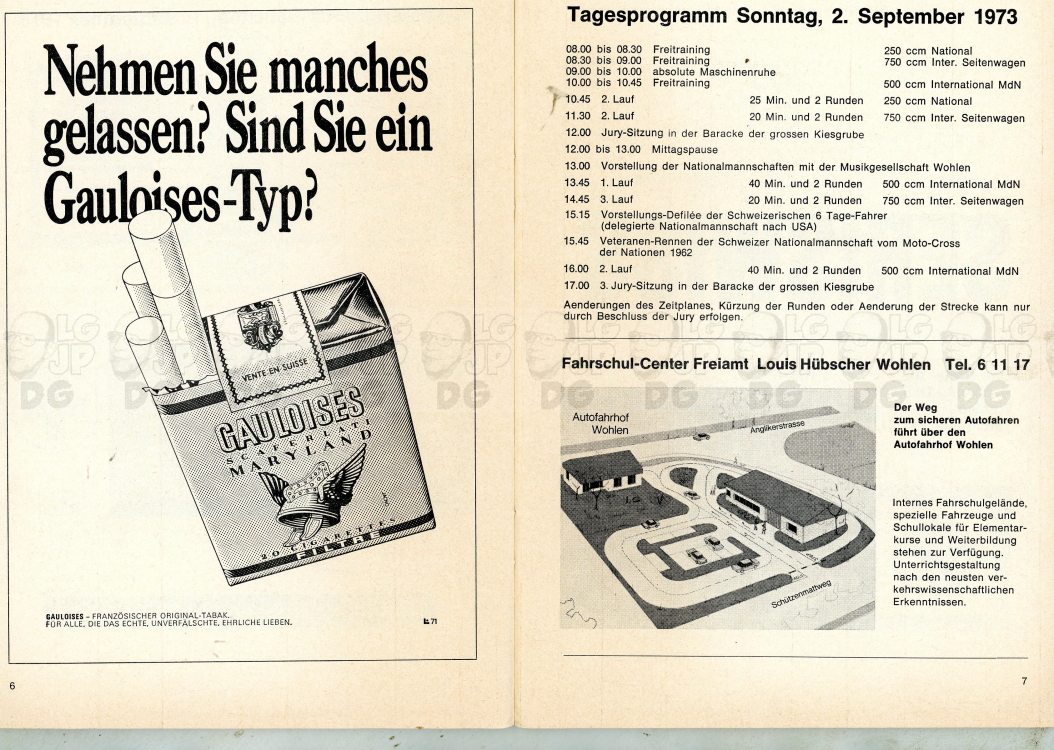 Nehmen Sie manches
gelassen? Sind Sie ein
Gauloises-Typ?
VENTE EN SUISSE
GAULOISES
SCAFERLATI
MARYLAND
20 CIGARETTES
FILTRE
GAULOISES – FRANZÖSISCHER ORIGINAL-TABAK.
FÜR ALLE, DIE DAS ECHTE, UNVERFÄLSCHTE, EHRLICHE LIEBEN.
71
6
Tagesprogramm Sonntag, 2. September 1973
08.00 bis 08.30 Freitraining 250 ccm National
08.30 bis 09.00 Freitraining 750 ccm Inter. Seitenwagen
09.00 bis 10.00 absolute Maschinenruhe
10.00 bis 10.45 Freitraining 500 ccm International MdN
10.45 2. Lauf 25 Min. und 2 Runden 250 ccm National
11.30 2. Lauf 20 Min. und 2 Runden 750 ccm Inter. Seitenwagen
12.00 Jury-Sitzung in der Baracke der grossen Kiesgrube
12.00 bis 13.00 Mittagspause
13.00 Vorstellung der Nationalmannschaften mit der Musikgesellschaft Wohlen
13.45 1. Lauf 40 Min. und 2 Runden 500 ccm International MdN
14.45 3. Lauf 20 Min. und 2 Runden 750 ccm Inter. Seitenwagen
15.15 Vorstellungs-Defilée der Schweizerischen 6 Tage-Fahrer
(delegierte Nationalmannschaft nach USA)
15.45 Veteranen-Rennen der Schweizer Nationalmannschaft vom Moto-Cross
der Nationen 1962
16.00 2. Lauf 40 Min. und 2 Runden 500 ccm International MdN
17.00 3. Jury-Sitzung in der Baracke der grossen Kiesgrube
Aenderungen des Zeitplanes, Kürzung der Runden oder Aenderung der Strecke kann nur
durch Beschluss der Jury erfolgen.
Fahrschul-Center Freiamt Louis Hübscher Wohlen Tel. 6 11 17
Autofahrhof
Wohlen
Anglikerstrasse
Schützenmattweg
Der Weg
zum sicheren Autofahren
führt über den
Autofahrhof Wohlen
Internes Fahrschulgelände,
spezielle Fahrzeuge und
Schullokale für Elementar-
kurse und Weiterbildung
stehen zur Verfügung.
Unterrichtsgestaltung
nach den neusten ver-
kehrswissenschaftlichen
Erkenntnissen.
7
LG JP DG